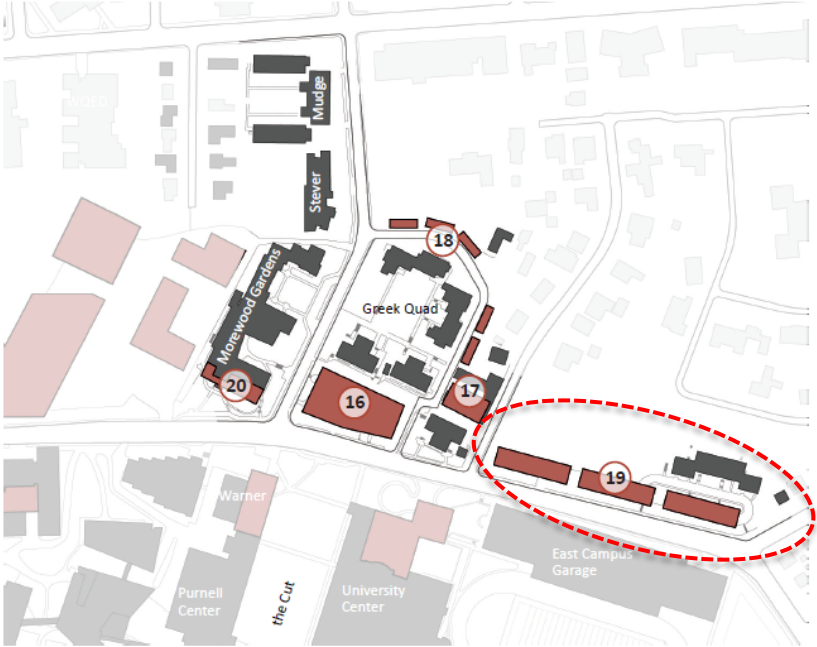 Mudge
Stever
18
Morewood Gardens
Greek Quad
20
16
17
19
Warner
East Campus
Garage
Purnell
Center
the Cut
University
Center